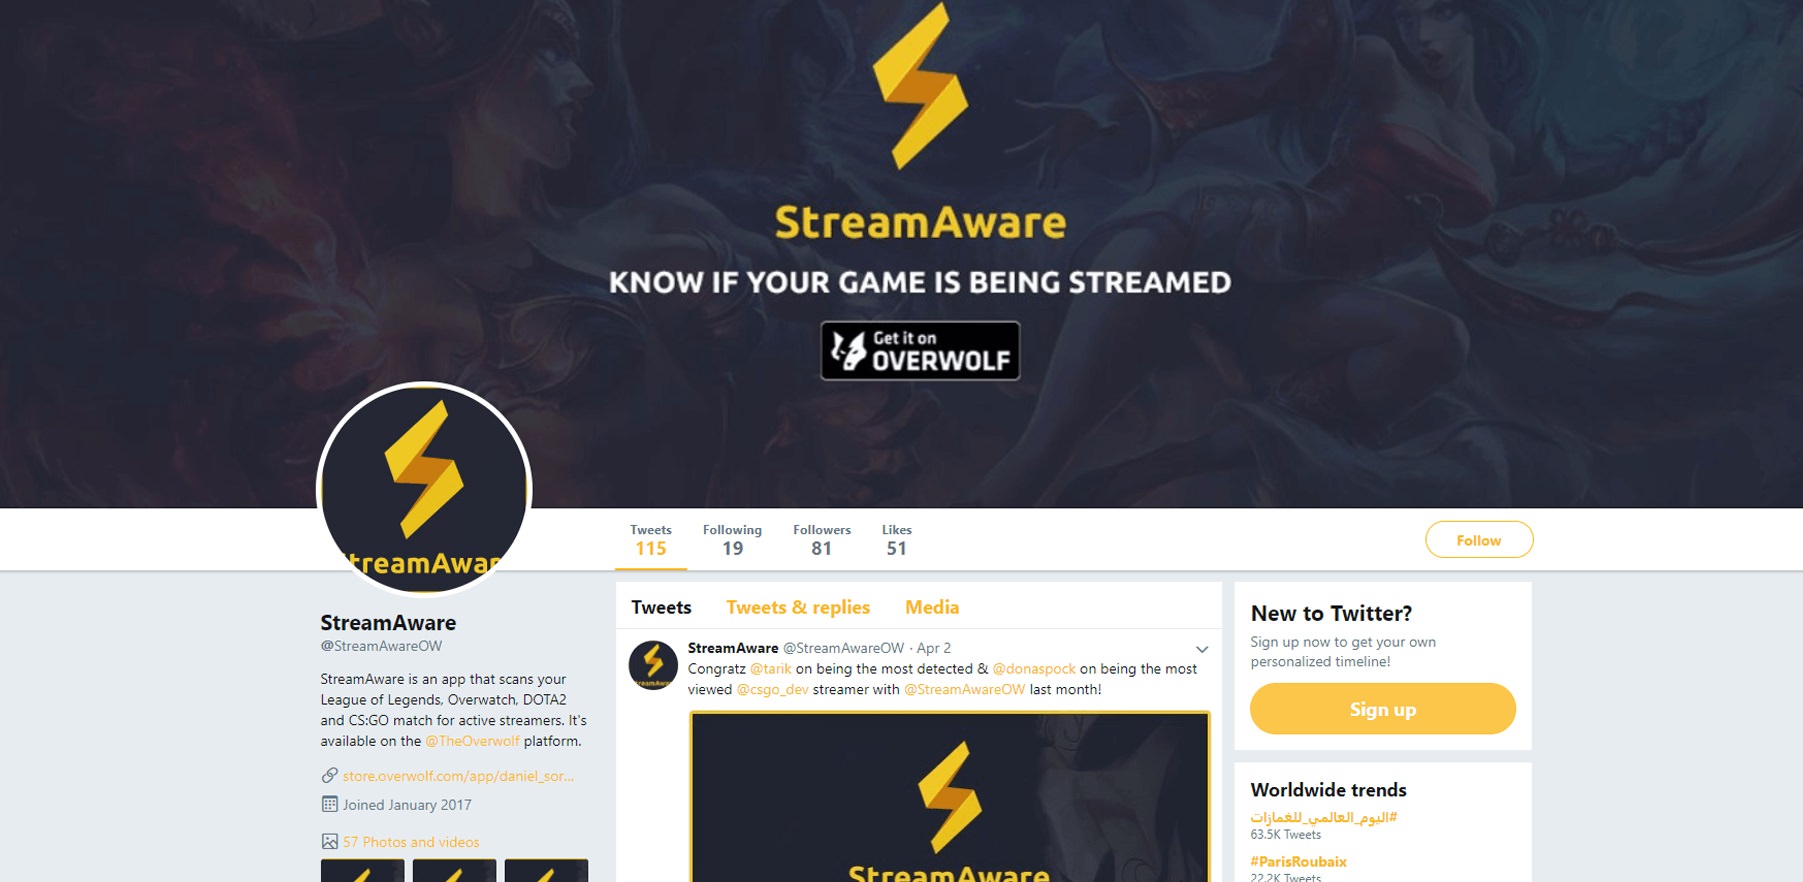 StreamAware
KNOW IF YOUR GAME IS BEING STREAMED
Get it on
OVERWOLF
StreamAware
@StreamAwareOW
StreamAware is an app that scans your
League of Legends, Overwatch, DOTA2
and CS:GO match for active streamers. It's
available on the @TheOverwolf platform.
store.overwolf.com/app/daniel_sor...
Joined January 2017
57 Photos and videos
Tweets Following Followers Likes
115 19 81 51
Follow
Tweets Tweets & replies Media
StreamAware @StreamAwareOW · Apr 2
Congratz @tarik on being the most detected & @donaspock on being the most
viewed @csgo_dev streamer with @StreamAwareOW last month!
StreamAware
New to Twitter?
Sign up now to get your own
personalized timeline!
Sign up
Worldwide trends
#اليوم_العالمي_للغمازات
63.5K Tweets
#ParisRoubaix
22.2K Tweets